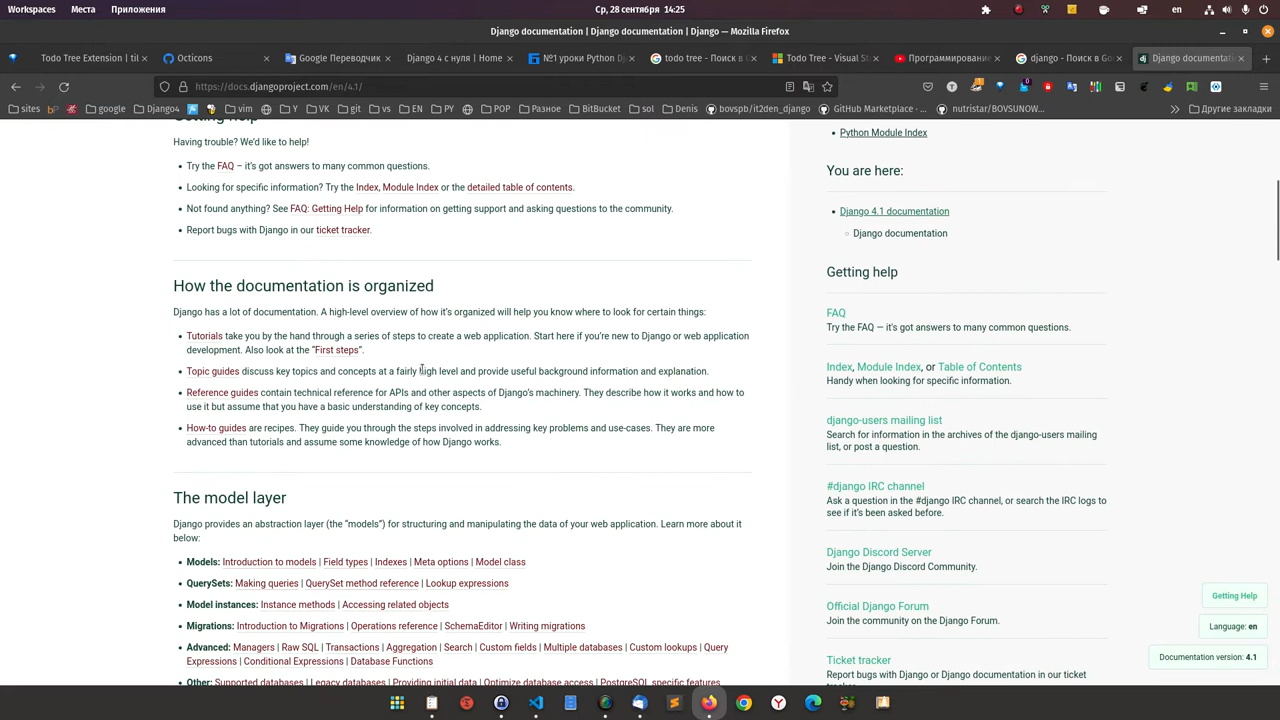 Workspaces Места Приложения Ср, 28 сентября 14:25 en
Django documentation | Django documentation | Django — Mozilla Firefox
Todo Tree Extension | til Octicons Google Переводчик Django 4 с нуля | Home №1 уроки Python Dj todo tree - Поиск в Todo Tree - Visual St Программирование django - Поиск в Go Django documentati
https://docs.djangoproject.com/en/4.1/
sites google Django4 vim Y VK git vs EN PY POP Разное BitBucket sol Denis bovspb/it2den_django GitHub Marketplace · nutristar/BOVSUNOW... Другие закладки
Getting help
Having trouble? We'd like to help!
Try the FAQ – it's got answers to many common questions.
Looking for specific information? Try the Index, Module Index or the detailed table of contents.
Not found anything? See FAQ: Getting Help for information on getting support and asking questions to the community.
Report bugs with Django in our ticket tracker.
How the documentation is organized
Django has a lot of documentation. A high-level overview of how it's organized will help you know where to look for certain things:
Tutorials take you by the hand through a series of steps to create a web application. Start here if you're new to Django or web application
development. Also look at the "First steps".
Topic guides discuss key topics and concepts at a fairly high level and provide useful background information and explanation.
Reference guides contain technical reference for APIs and other aspects of Django's machinery. They describe how it works and how to
use it but assume that you have a basic understanding of key concepts.
How-to guides are recipes. They guide you through the steps involved in addressing key problems and use-cases. They are more
advanced than tutorials and assume some knowledge of how Django works.
The model layer
Django provides an abstraction layer (the "models") for structuring and manipulating the data of your web application. Learn more about it
below:
Models: Introduction to models | Field types | Indexes | Meta options | Model class
QuerySets: Making queries | QuerySet method reference | Lookup expressions
Model instances: Instance methods | Accessing related objects
Migrations: Introduction to Migrations | Operations reference | SchemaEditor | Writing migrations
Advanced: Managers | Raw SQL | Transactions | Aggregation | Search | Custom fields | Multiple databases | Custom lookups | Query
Expressions | Conditional Expressions | Database Functions
Other: Supported databases | Legacy databases | Providing initial data | Optimize database access | PostgreSQL specific features
Python Module Index
You are here:
Django 4.1 documentation
Django documentation
Getting help
FAQ
Try the FAQ — it's got answers to many common questions.
Index, Module Index, or Table of Contents
Handy when looking for specific information.
django-users mailing list
Search for information in the archives of the django-users mailing
list, or post a question.
#django IRC channel
Ask a question in the #django IRC channel, or search the IRC logs to
see if it's been asked before.
Django Discord Server
Join the Django Discord Community.
Official Django Forum
Join the community on the Django Forum.
Ticket tracker
Report bugs with Django or Django documentation in our ticket
Getting Help
Language: en
Documentation version: 4.1